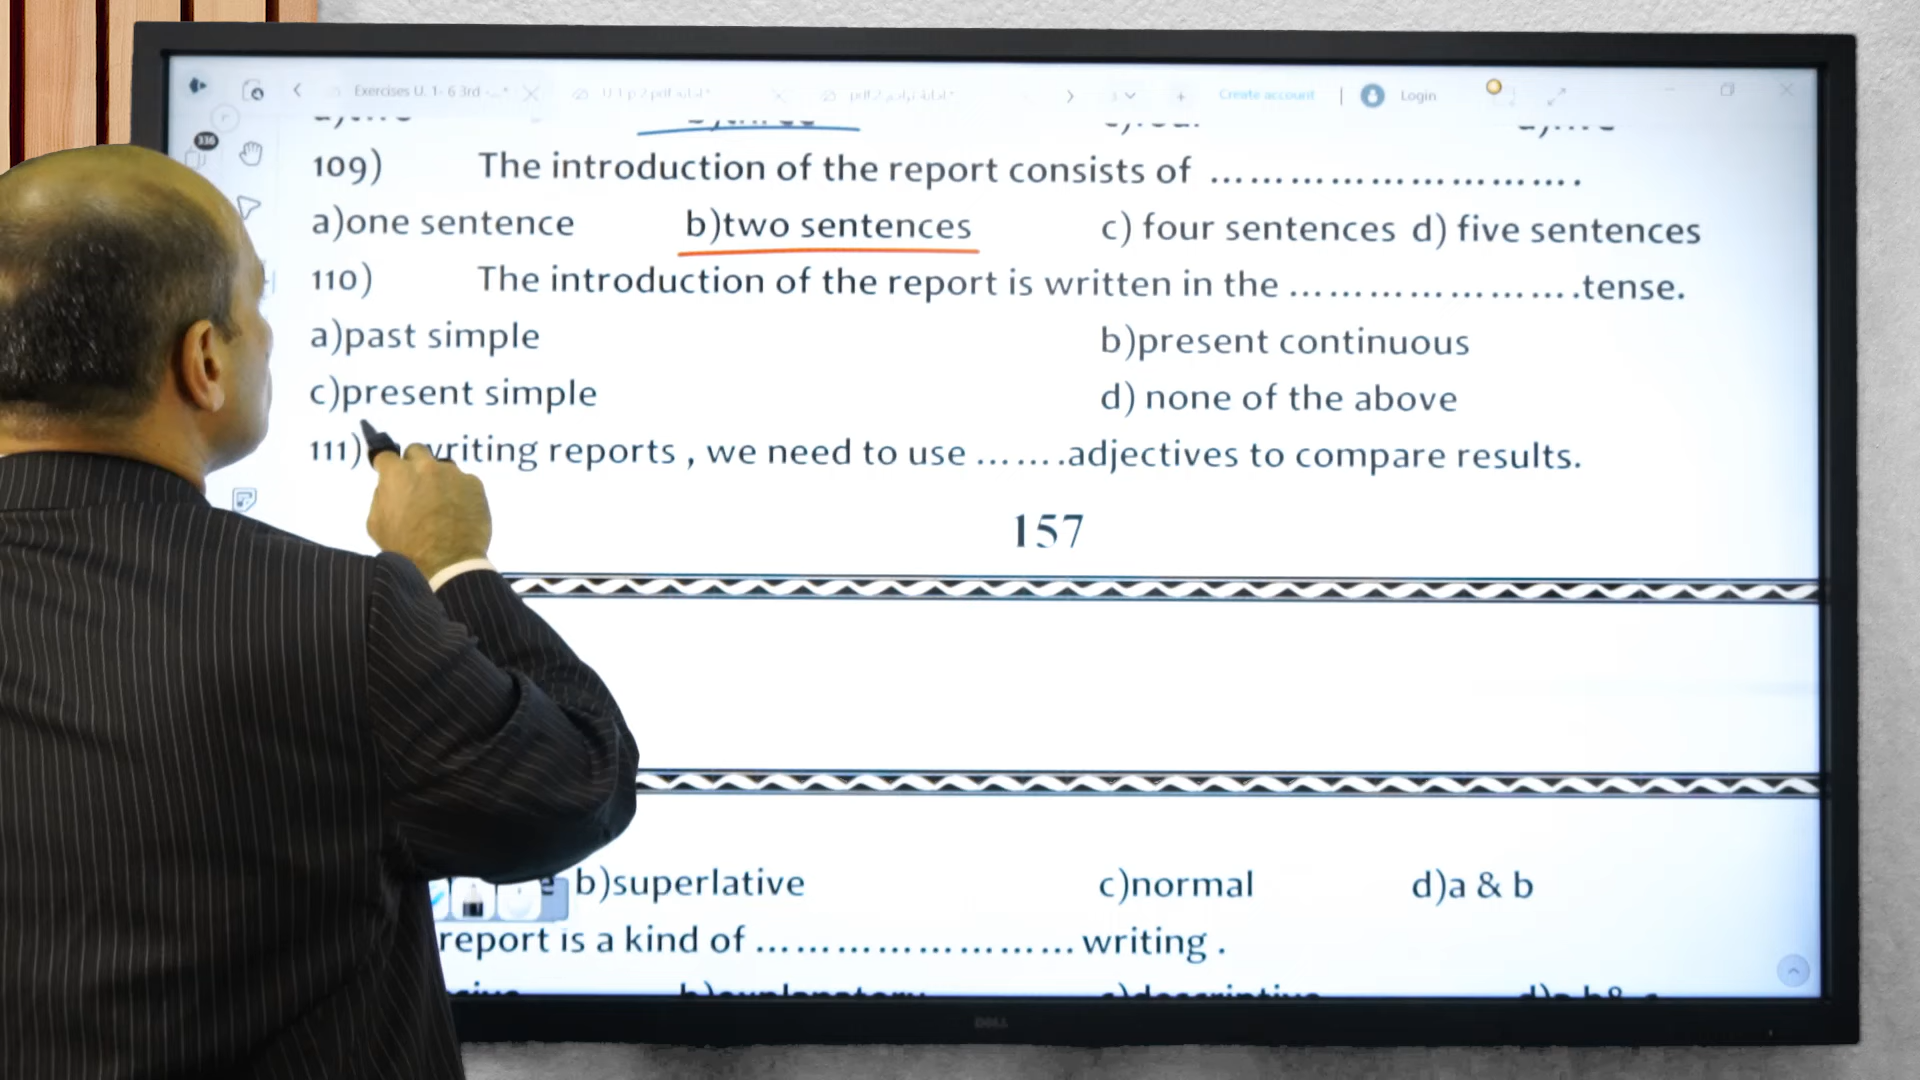 Exercises U. 1- 6 3rd
Create account | Login
336
109) The introduction of the report consists of ………………………….
a)one sentence b)two sentences c) four sentences d) five sentences
110) The introduction of the report is written in the ………………….tense.
a)past simple b)present continuous
c)present simple d) none of the above
111) writing reports , we need to use …….adjectives to compare results.
157
b)superlative c)normal d)a & b
report is a kind of …………………… writing .
DELL